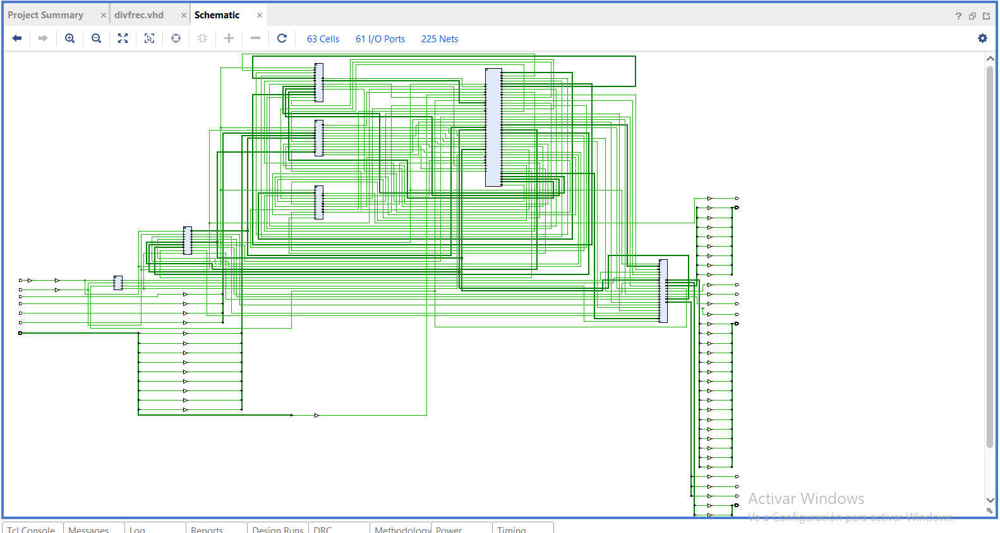 Project Summary × divfrec.vhd × Schematic ×
?
63 Cells 61 I/O Ports 225 Nets
Activar Windows
Ve a Configuración para activar Windows.
Tcl Console Messages Log Reports Design Runs DRC Methodology Power Timing